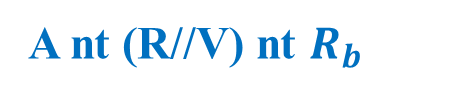 A nt (R//V) nt R_b